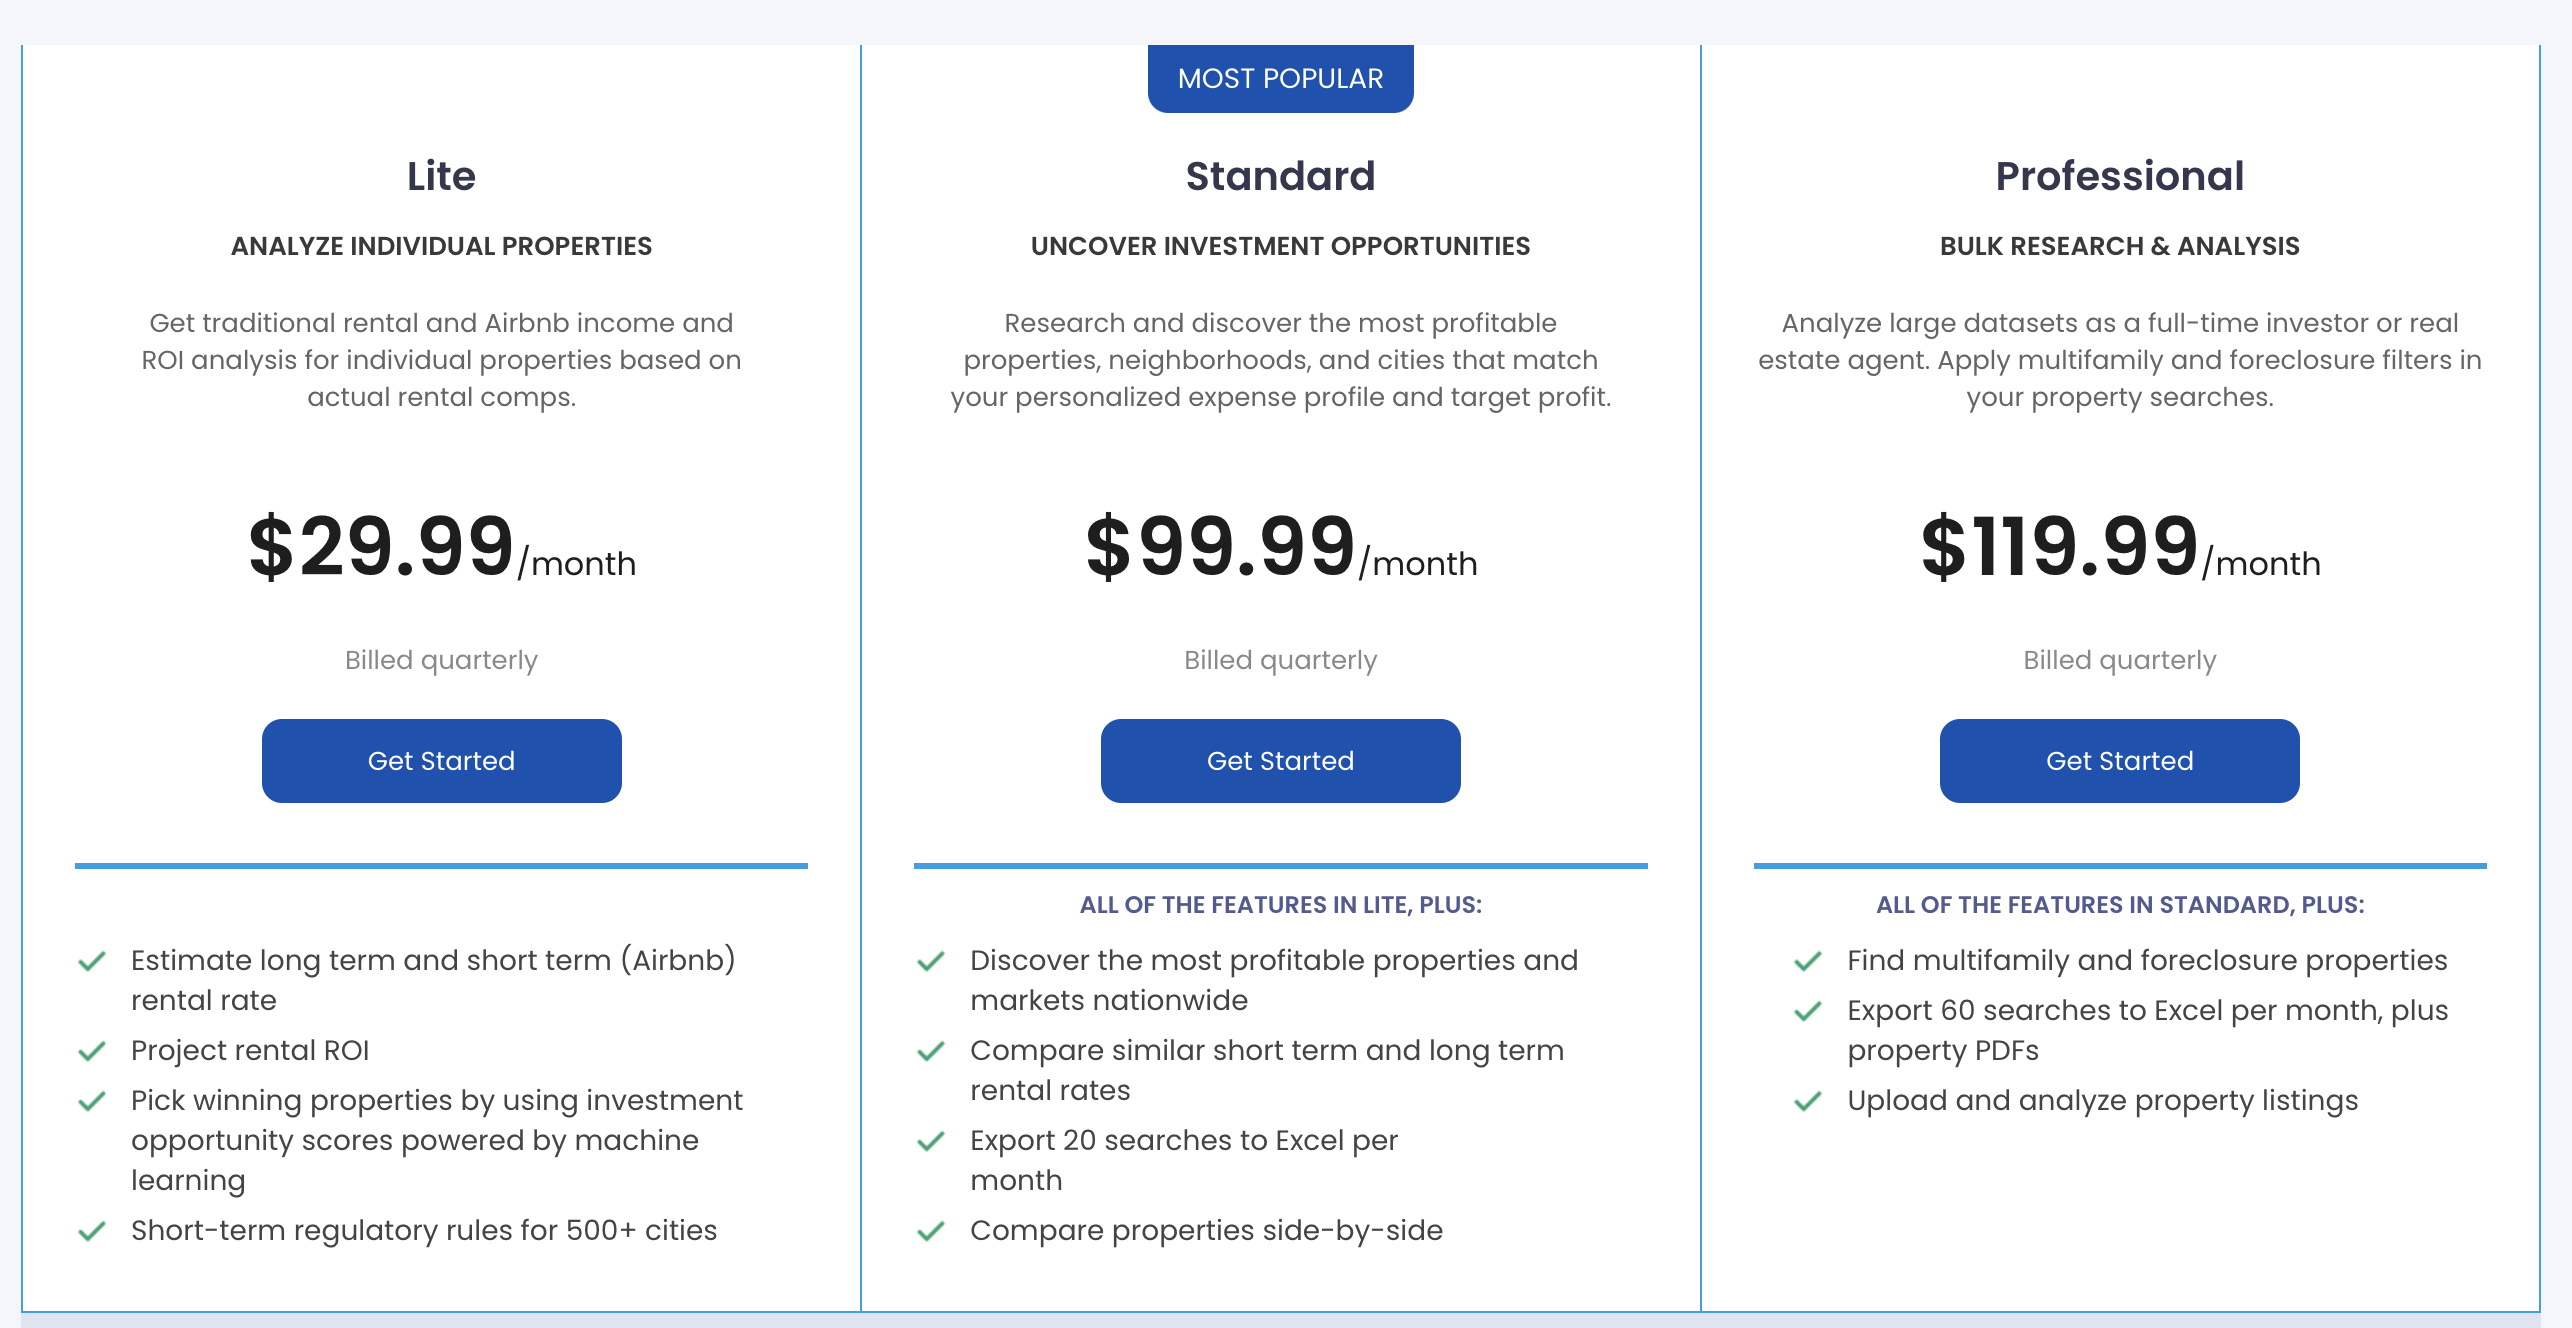 Lite
ANALYZE INDIVIDUAL PROPERTIES
Get traditional rental and Airbnb income and
ROI analysis for individual properties based on
actual rental comps.
$29.99/month
Billed quarterly
Get Started
Estimate long term and short term (Airbnb)
rental rate
Project rental ROI
Pick winning properties by using investment
opportunity scores powered by machine
learning
Short-term regulatory rules for 500+ cities
MOST POPULAR
Standard
UNCOVER INVESTMENT OPPORTUNITIES
Research and discover the most profitable
properties, neighborhoods, and cities that match
your personalized expense profile and target profit.
$99.99/month
Billed quarterly
Get Started
ALL OF THE FEATURES IN LITE, PLUS:
Discover the most profitable properties and
markets nationwide
Compare similar short term and long term
rental rates
Export 20 searches to Excel per
month
Compare properties side-by-side
Professional
BULK RESEARCH & ANALYSIS
Analyze large datasets as a full-time investor or real
estate agent. Apply multifamily and foreclosure filters in
your property searches.
$119.99/month
Billed quarterly
Get Started
ALL OF THE FEATURES IN STANDARD, PLUS:
Find multifamily and foreclosure properties
Export 60 searches to Excel per month, plus
property PDFs
Upload and analyze property listings